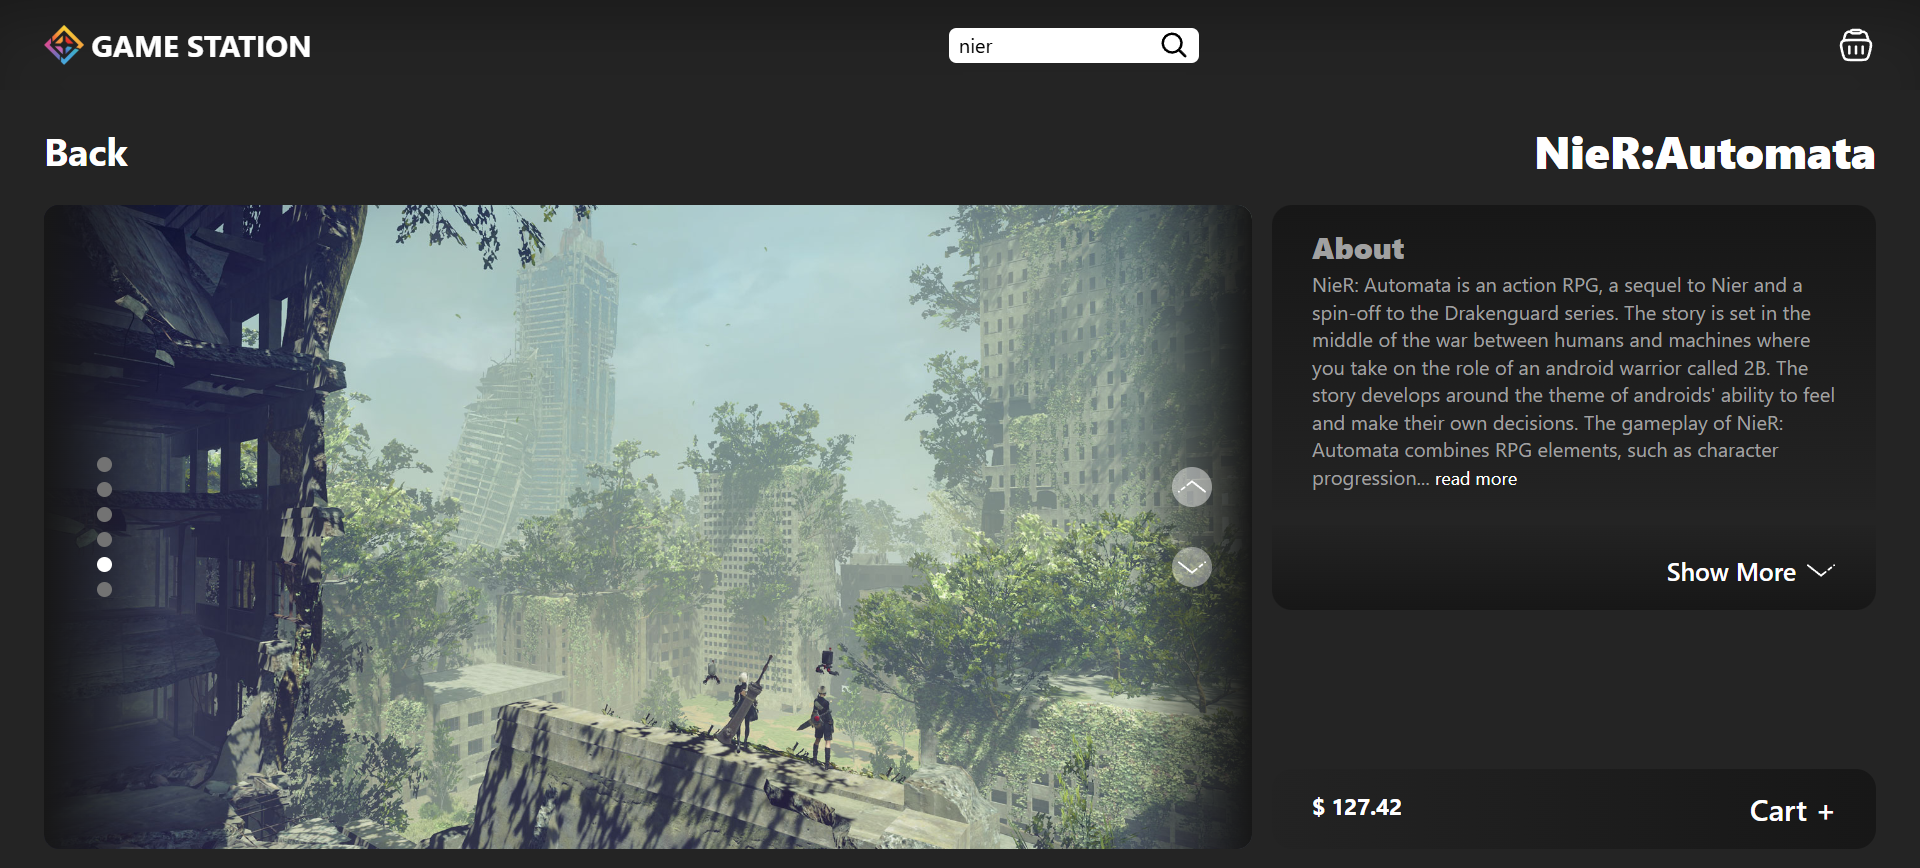 GAME STATION
nier
Back
NieR:Automata
About
NieR: Automata is an action RPG, a sequel to Nier and a
spin-off to the Drakenguard series. The story is set in the
middle of the war between humans and machines where
you take on the role of an android warrior called 2B. The
story develops around the theme of androids' ability to feel
and make their own decisions. The gameplay of NieR:
Automata combines RPG elements, such as character
progression... read more
Show More
$ 127.42
Cart +